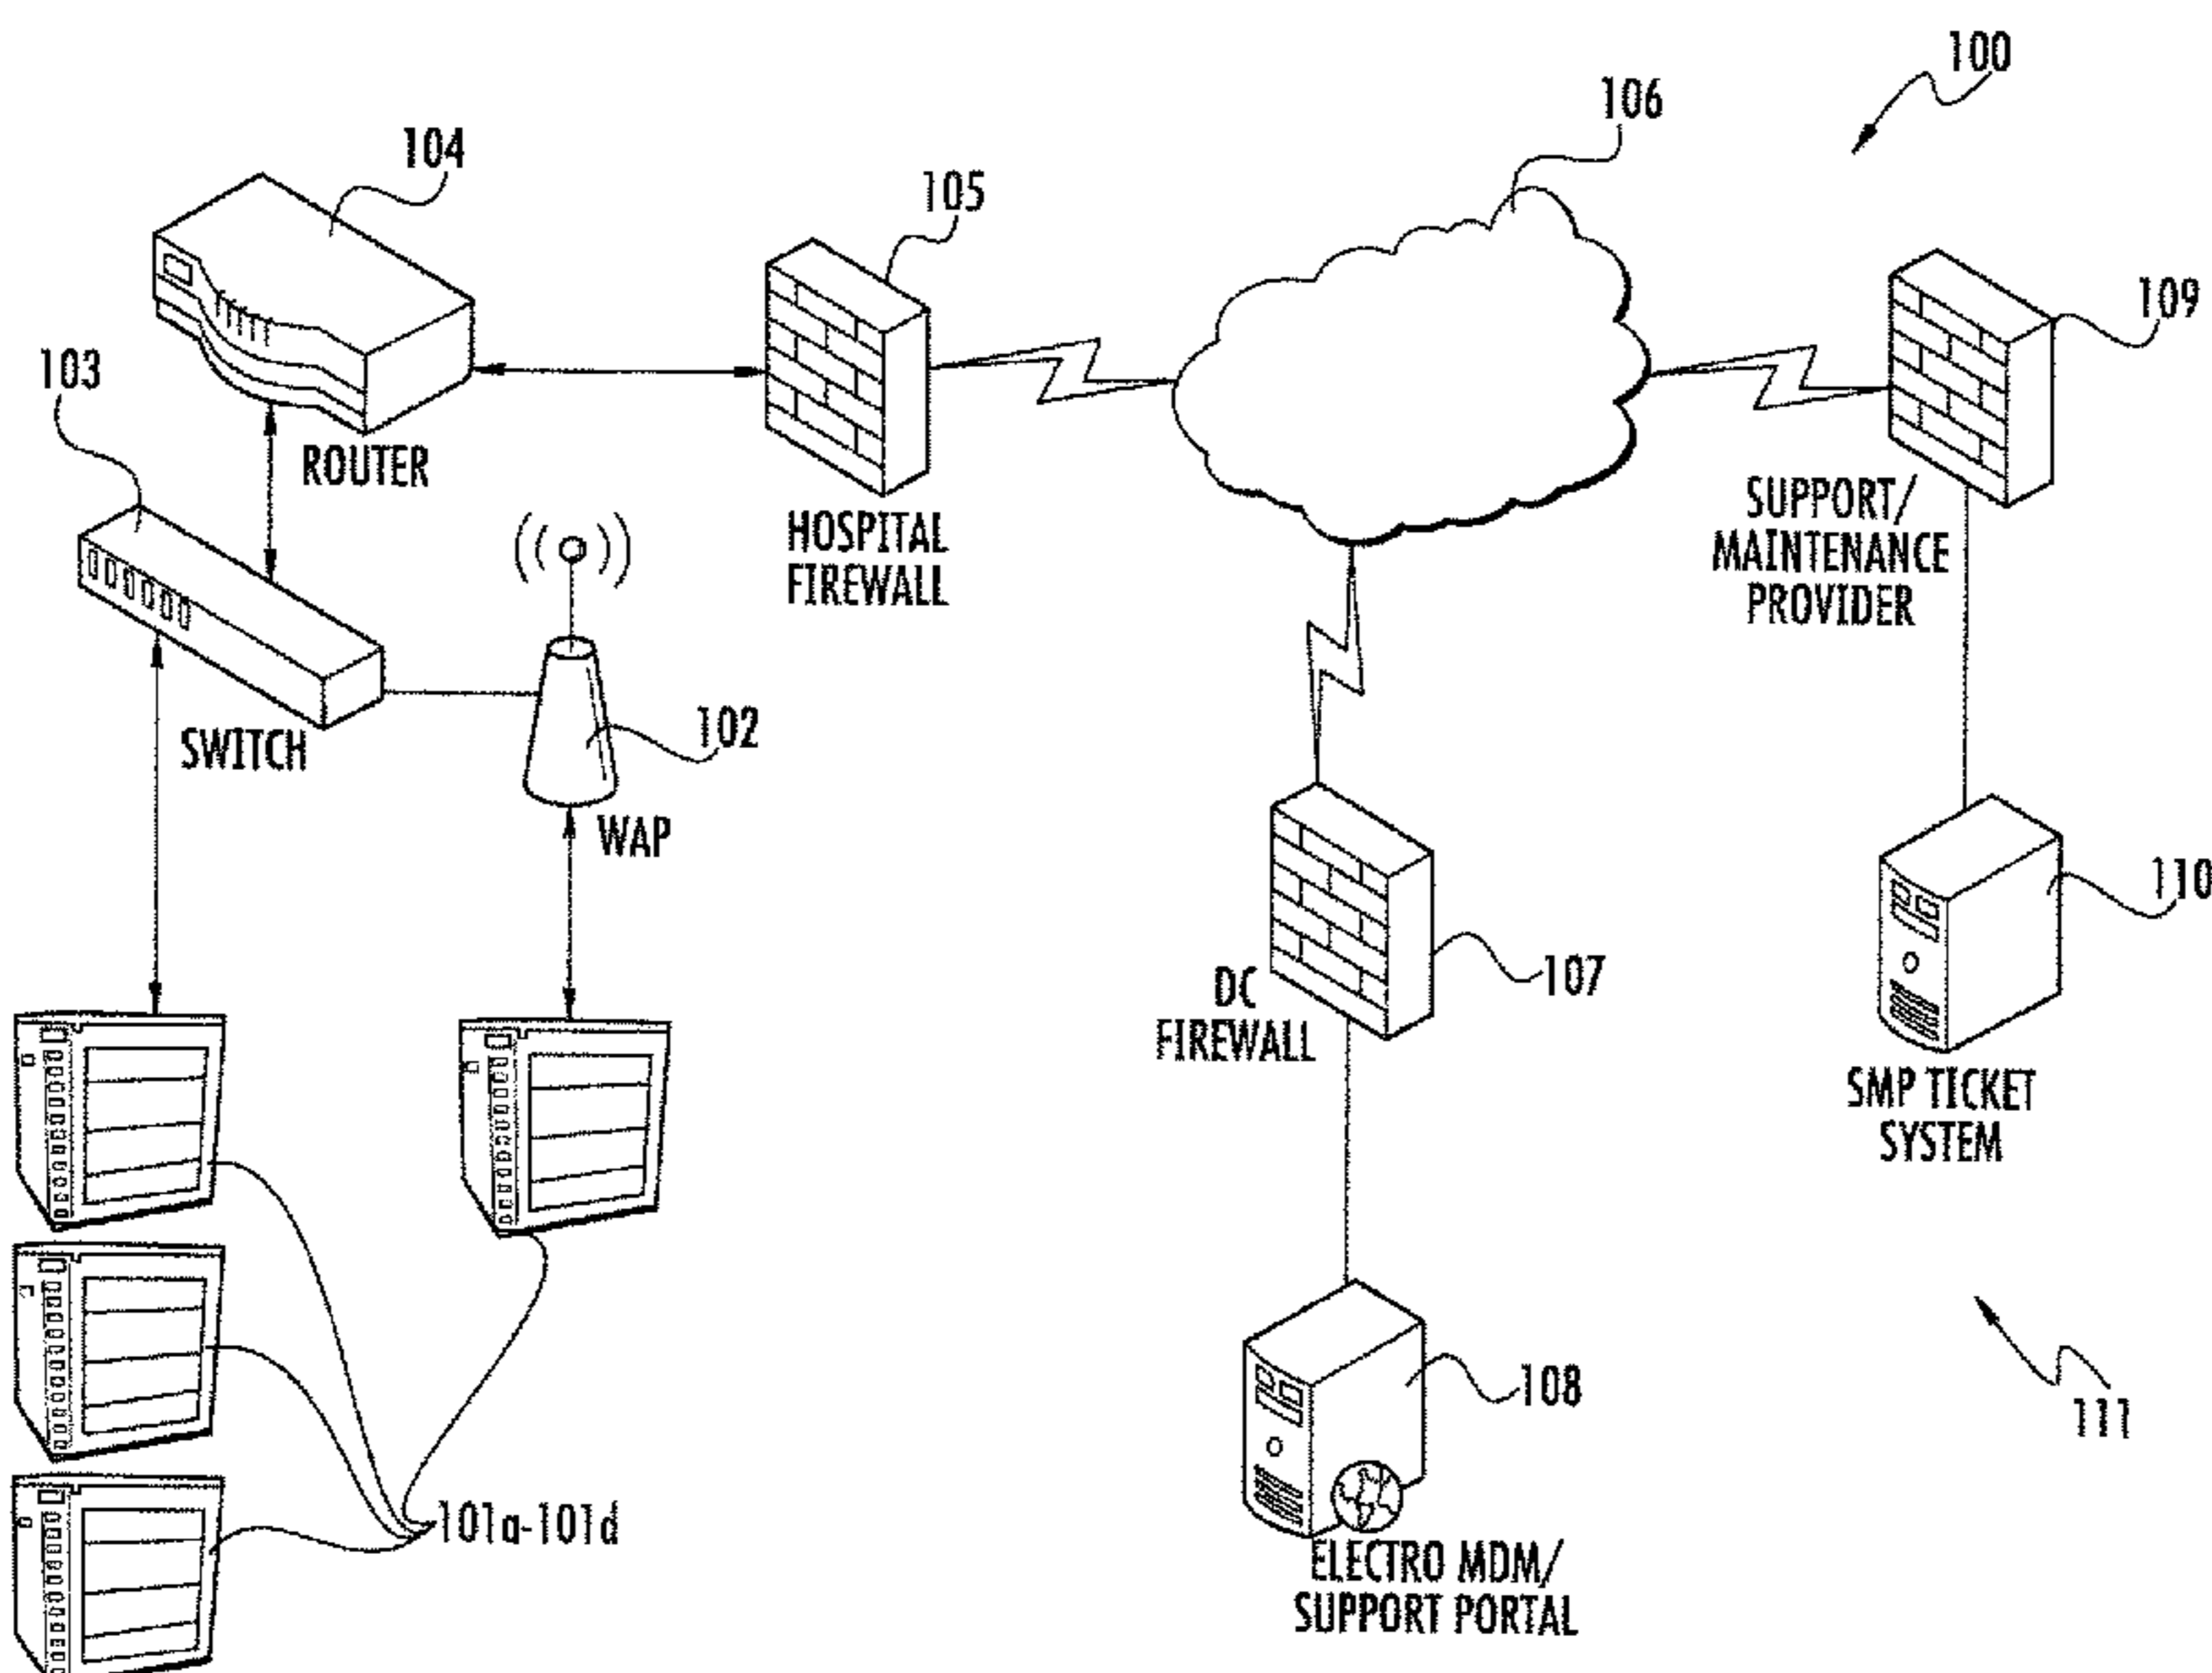 100
106
104
105
109
103
ROUTER
HOSPITAL
FIREWALL
SUPPORT/
MAINTENANCE
PROVIDER
SWITCH
102
WAP
110
107
DC
FIREWALL
SMP TICKET
SYSTEM
108
111
101a-101d
ELECTRO MDM/
SUPPORT PORTAL